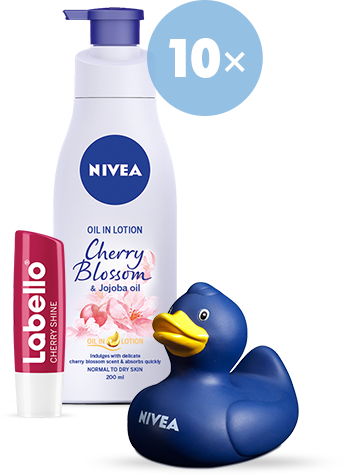 10×
NIVEA
OIL IN LOTION
Cherry
Blossom
& Jojoba oil
OIL IN LOTION
Indulges with delicate
cherry blossom scent & absorbs quickly
NORMAL TO DRY SKIN
200 ml
Labello
CHERRY SHINE
NIVEA